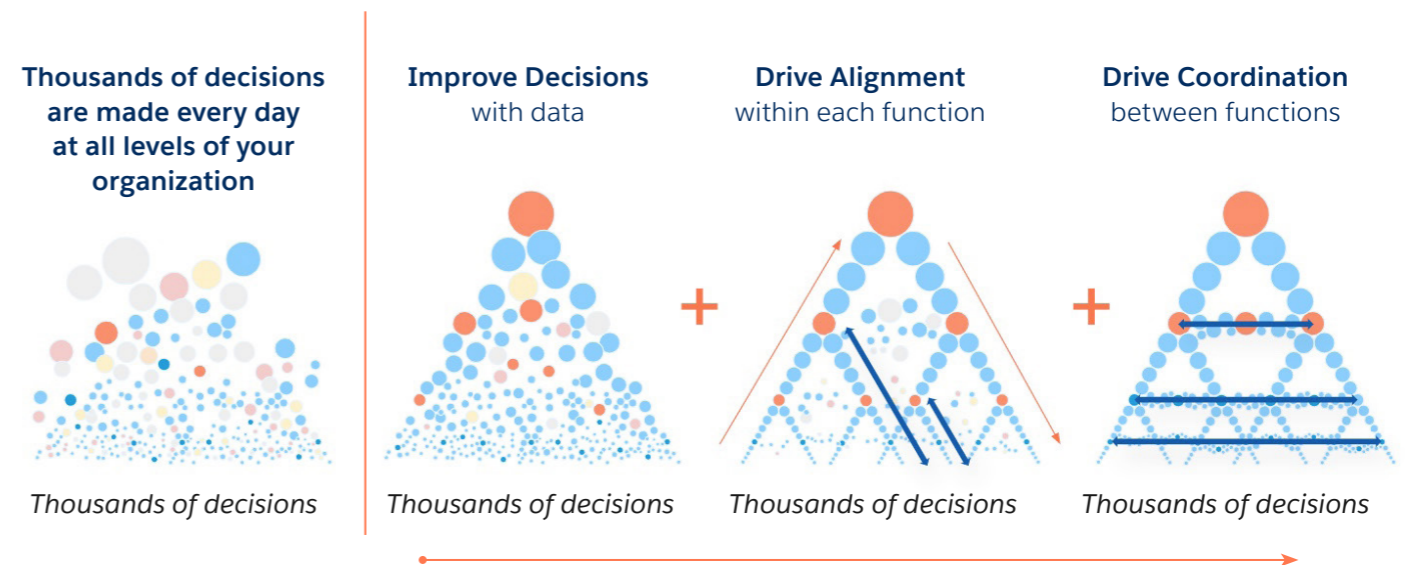 Thousands of decisions
are made every day
at all levels of your
organization
Improve Decisions
with data
Drive Alignment
within each function
Drive Coordination
between functions
+
+
Thousands of decisions
Thousands of decisions
Thousands of decisions
Thousands of decisions